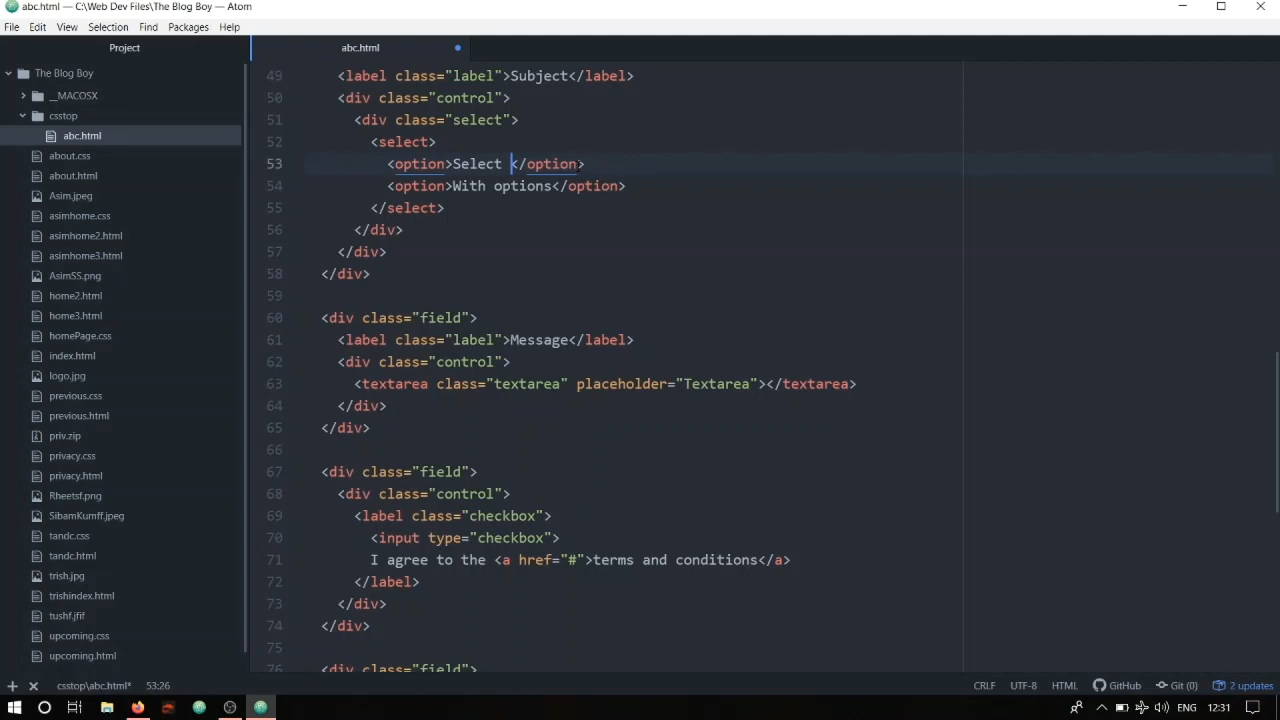 abc.html — C:\Web Dev Files\The Blog Boy — Atom
File Edit View Selection Find Packages Help
Project
abc.html
The Blog Boy
__MACOSX
csstop
abc.html
about.css
about.html
Asim.jpeg
asimhome.css
asimhome2.html
asimhome3.html
AsimSS.png
home2.html
home3.html
homePage.css
index.html
logo.jpg
previous.css
previous.html
priv.zip
privacy.css
privacy.html
Rheetsf.png
SibamKumff.jpeg
tandc.css
tandc.html
trish.jpg
trishindex.html
tushf.jfif
upcoming.css
upcoming.html
49 <label class="label">Subject</label>
50 <div class="control">
51 <div class="select">
52 <select>
53 <option>Select </option>
54 <option>With options</option>
55 </select>
56 </div>
57 </div>
58 </div>
59
60 <div class="field">
61 <label class="label">Message</label>
62 <div class="control">
63 <textarea class="textarea" placeholder="Textarea"></textarea>
64 </div>
65 </div>
66
67 <div class="field">
68 <div class="control">
69 <label class="checkbox">
70 <input type="checkbox">
71 I agree to the <a href="#">terms and conditions</a>
72 </label>
73 </div>
74 </div>
75
76 <div class="field">
csstop\abc.html* 53:26 CRLF UTF-8 HTML GitHub Git (0) 2 updates
ENG 12:31